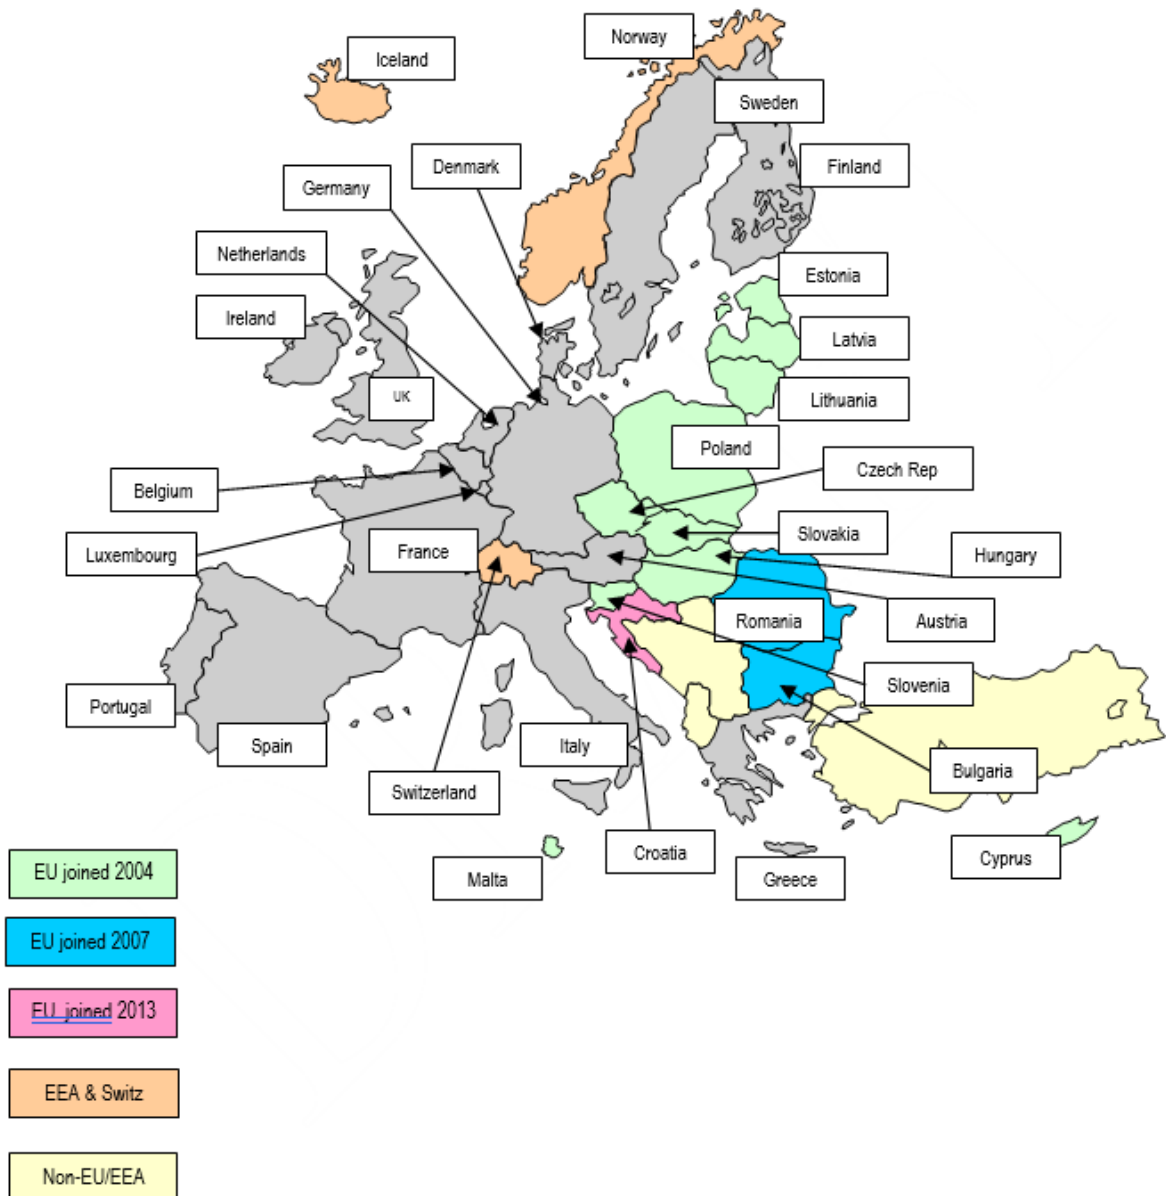 Norway
Iceland
Sweden
Denmark
Finland
Germany
Netherlands
Estonia
Ireland
Latvia
UK
Lithuania
Poland
Czech Rep
Belgium
Slovakia
Luxembourg
France
Hungary
Romania
Austria
Slovenia
Portugal
Spain
Italy
Bulgaria
Switzerland
Croatia
Cyprus
Malta
Greece
EU joined 2004
EU joined 2007
EU joined 2013
EEA & Switz
Non-EU/EEA